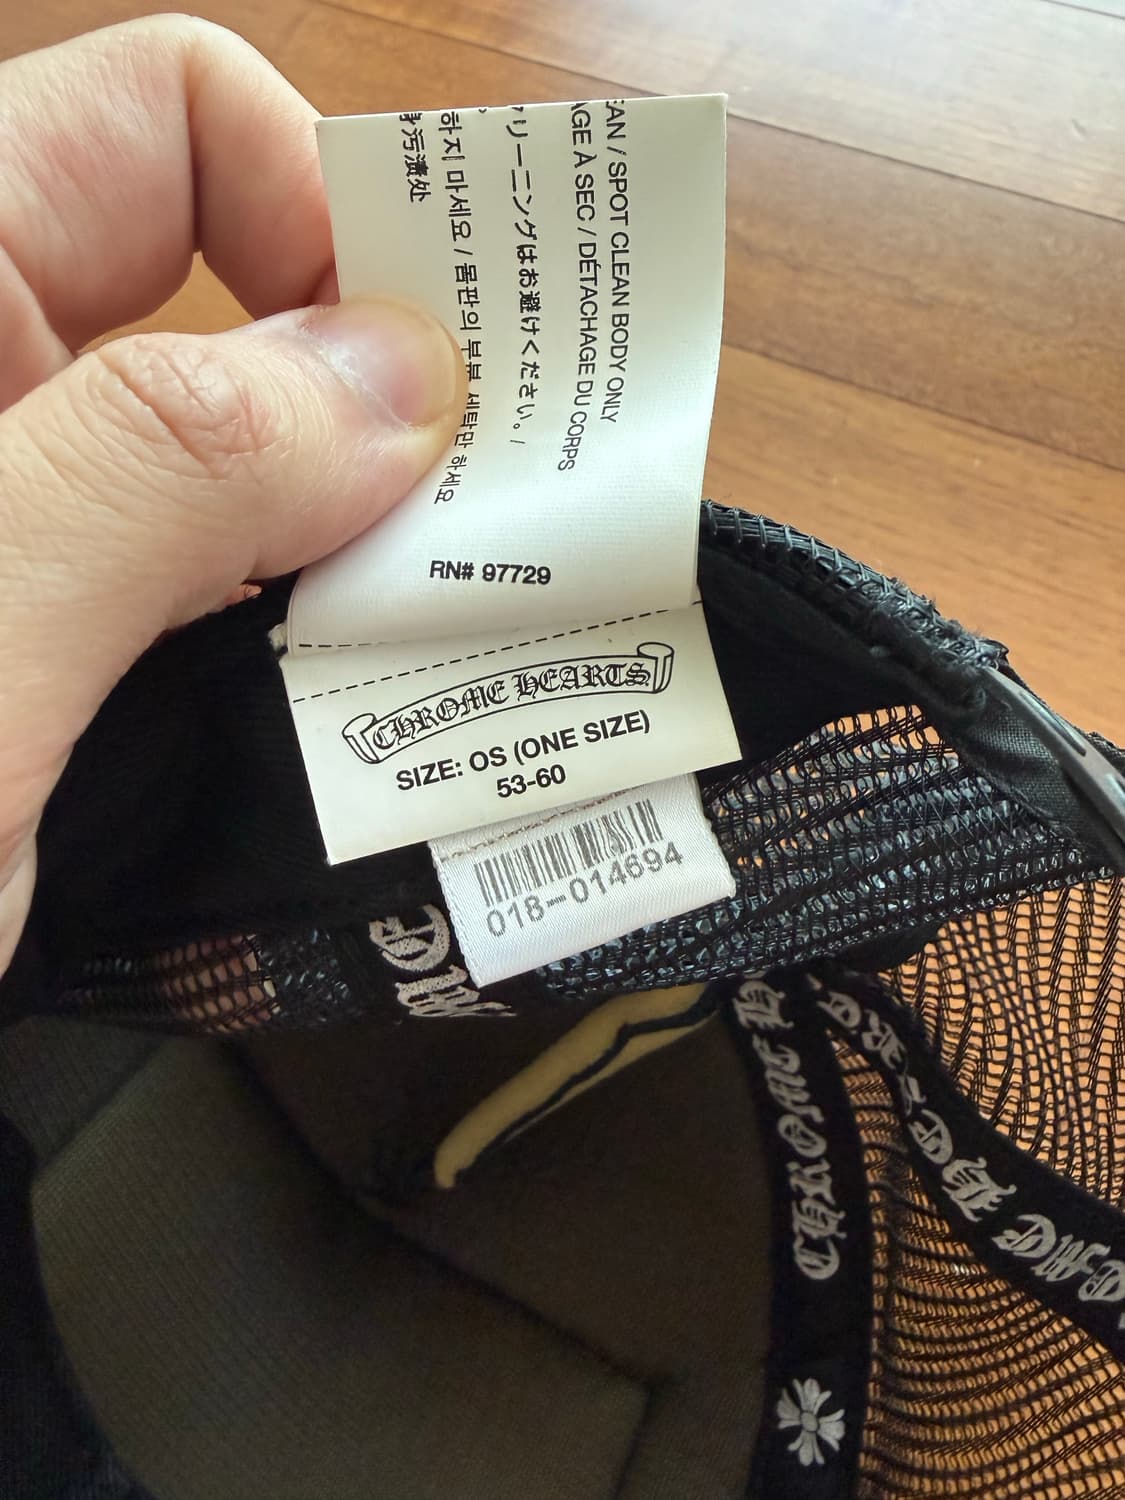 EAN / SPOT CLEAN BODY ONLY
AGE À SEC / DÉTACHAGE DU CORPS
リーニングはお避けください。/
하지 마세요 / 몸판의 부분 세탁만 하세요
污渍处
RN# 97729
CHROME HEARTS
SIZE: OS (ONE SIZE)
53-60
018-014694
CHROME H